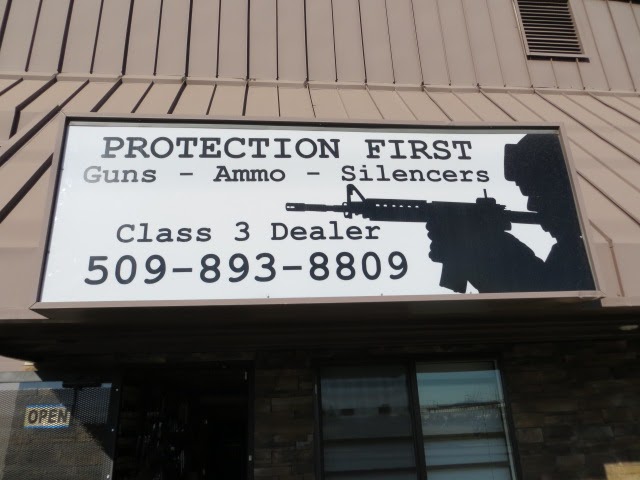 PROTECTION FIRST
Guns - Ammo - Silencers
Class 3 Dealer
509-893-8809
OPEN